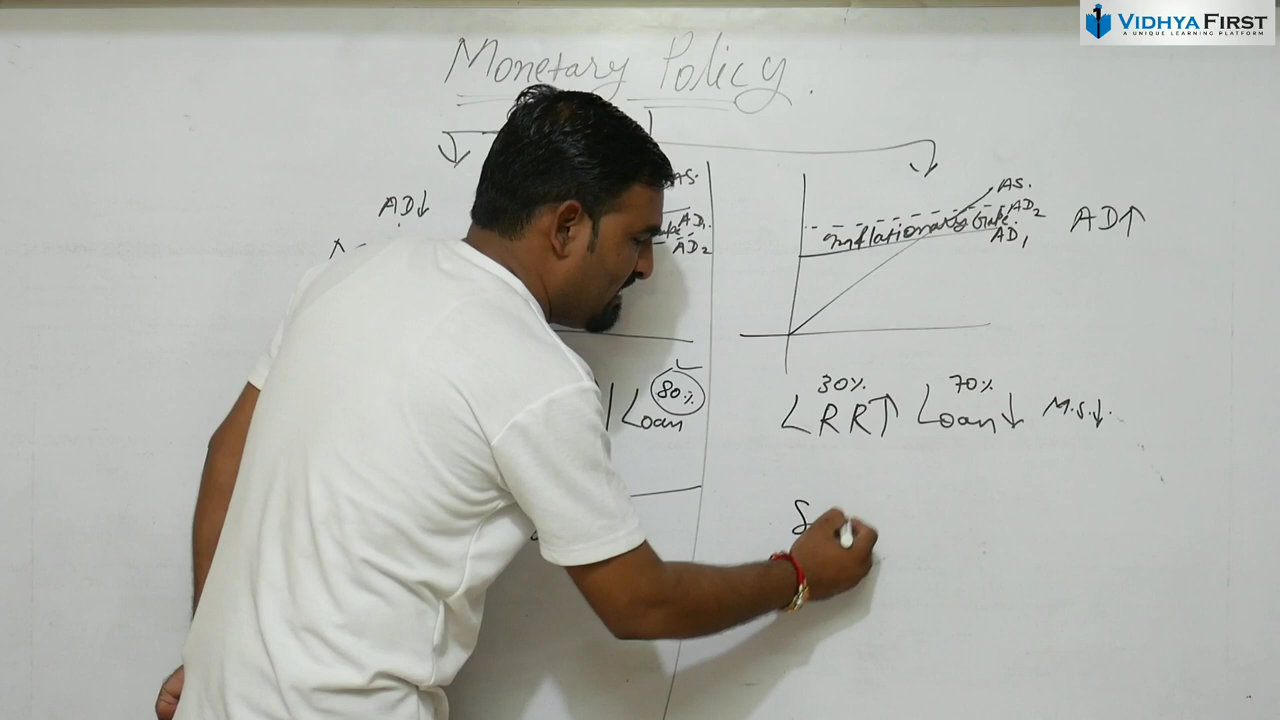 VIDHYA FIRST
A UNIQUE LEARNING PLATFORM
Monetary Policy.
AD↓
AS.
AD1
AD2
80%
Loan
AS.
AD2
Inflationary Gap.
AD1
AD↑
30%
LRR↑
70%
Loan↓
M.S.↓.
S